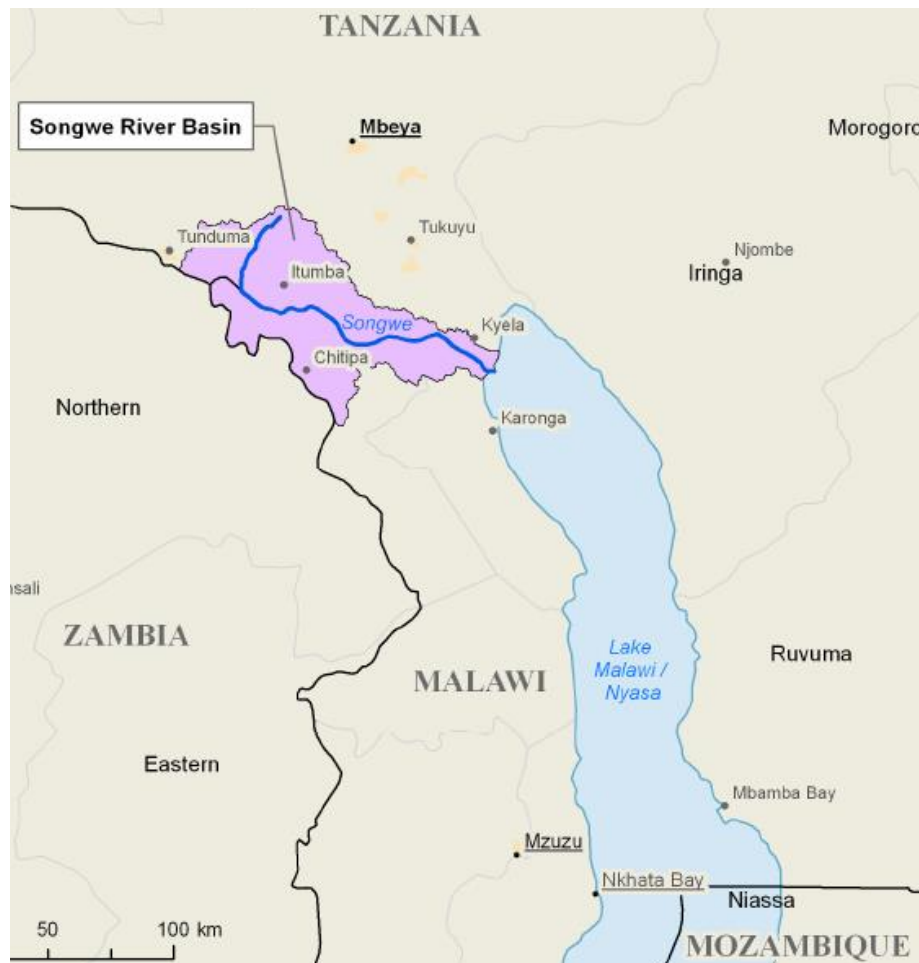 TANZANIA
Songwe River Basin
Mbeya
Morogoro
Tunduma
Tukuyu
Itumba
Njombe
Iringa
Songwe
Kyela
Chitipa
Northern
Karonga
nsali
ZAMBIA
Lake
Malawi /
Nyasa
Ruvuma
MALAWI
Eastern
Mbamba Bay
Mzuzu
Nkhata Bay
Niassa
50
100 km
MOZAMBIQUE